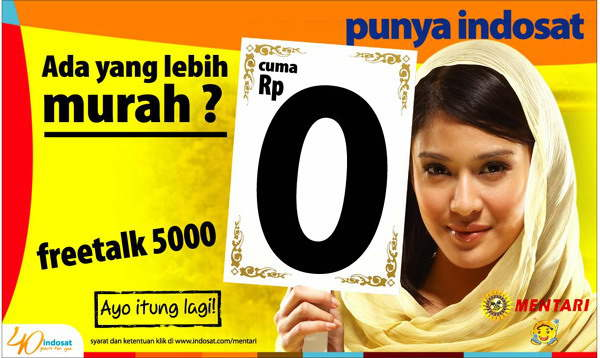 punya indosat
Ada yang lebih
murah ?
cuma
Rp
0
freetalk 5000
Ayo itung lagi!
MENTARI
40 indosat
syarat dan ketentuan klik di www.indosat.com/mentari